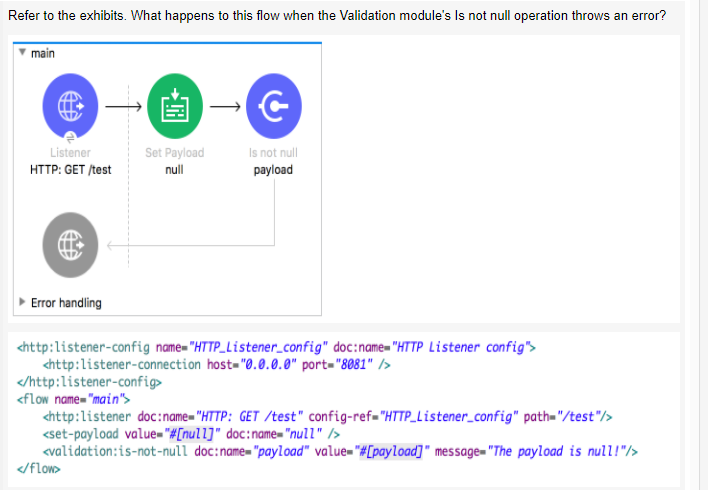 Refer to the exhibits. What happens to this flow when the Validation module's Is not null operation throws an error?
main
Listener
HTTP: GET /test
Set Payload
null
Is not null
payload
Error handling
<http:listener-config name="HTTP_Listener_config" doc:name="HTTP Listener config">
<http:listener-connection host="0.0.0.0" port="8081" />
</http:listener-config>
<flow name="main">
<http:listener doc:name="HTTP: GET /test" config-ref="HTTP_Listener_config" path="/test"/>
<set-payload value="#[null]" doc:name="null" />
<validation:is-not-null doc:name="payload" value="#[payload]" message="The payload is null!"/>
</flow>